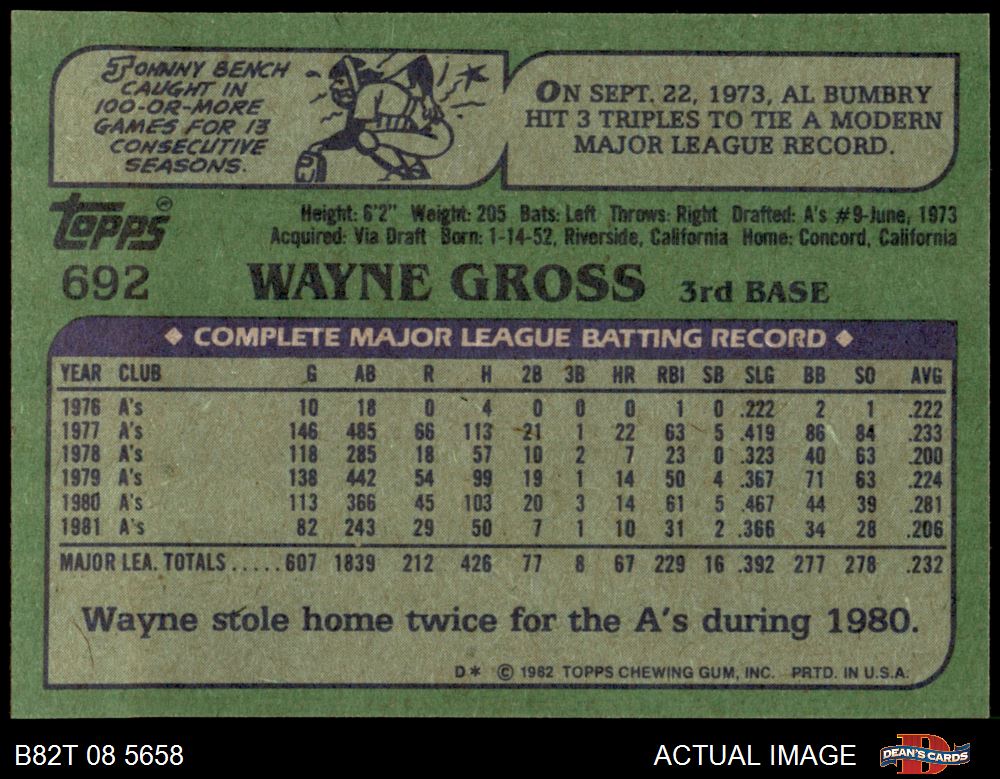 JOHNNY BENCH
CAUGHT IN
100-OR-MORE
GAMES FOR 13
CONSECUTIVE
SEASONS.
ON SEPT. 22, 1973, AL BUMBRY
HIT 3 TRIPLES TO TIE A MODERN
MAJOR LEAGUE RECORD.
topps®
Height: 6'2" Weight: 205 Bats: Left Throws: Right Drafted: A's #9-June, 1973
Acquired: Via Draft Born: 1-14-52, Riverside, California Home: Concord, California
692 WAYNE GROSS 3rd BASE
◆ COMPLETE MAJOR LEAGUE BATTING RECORD ◆
YEAR CLUB G AB R H 2B 3B HR RBI SB SLG BB SO AVG
1976 A's 10 18 0 4 0 0 0 1 0 .222 2 1 .222
1977 A's 146 485 66 113 21 1 22 63 5 .419 86 84 .233
1978 A's 118 285 18 57 10 2 7 23 0 .323 40 63 .200
1979 A's 138 442 54 99 19 1 14 50 4 .367 71 63 .224
1980 A's 113 366 45 103 20 3 14 61 5 .467 44 39 .281
1981 A's 82 243 29 50 7 1 10 31 2 .366 34 28 .206
MAJOR LEA. TOTALS.....607 1839 212 426 77 8 67 229 16 .392 277 278 .232
Wayne stole home twice for the A's during 1980.
D* © 1982 TOPPS CHEWING GUM, INC. PRTD. IN U.S.A.
B82T 08 5658 ACTUAL IMAGE DEAN'S CARDS